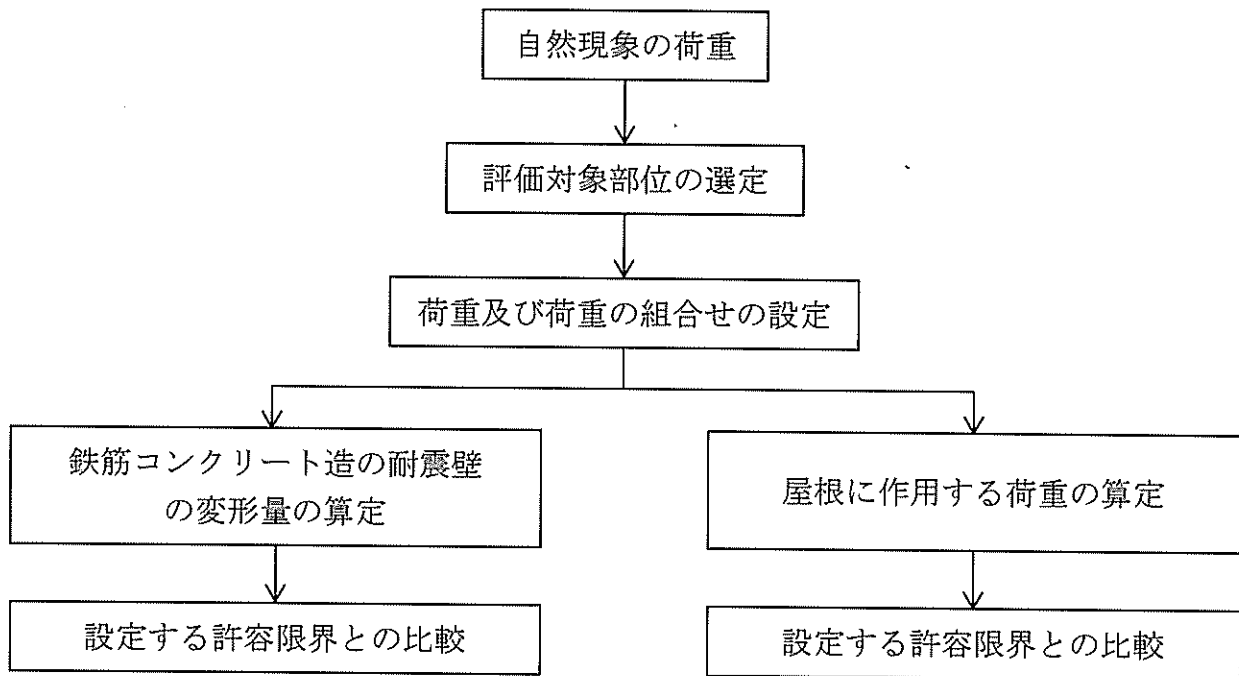 自然現象の荷重
評価対象部位の選定
荷重及び荷重の組合せの設定
鉄筋コンクリート造の耐震壁
の変形量の算定
屋根に作用する荷重の算定
設定する許容限界との比較
設定する許容限界との比較